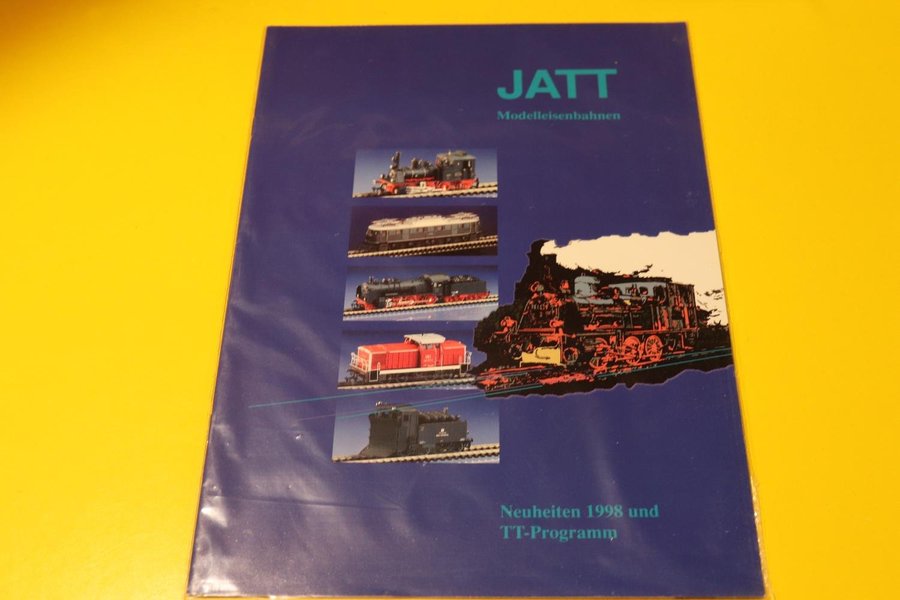 JATT
Modelleisenbahnen
Neuheiten 1998 und
TT-Programm